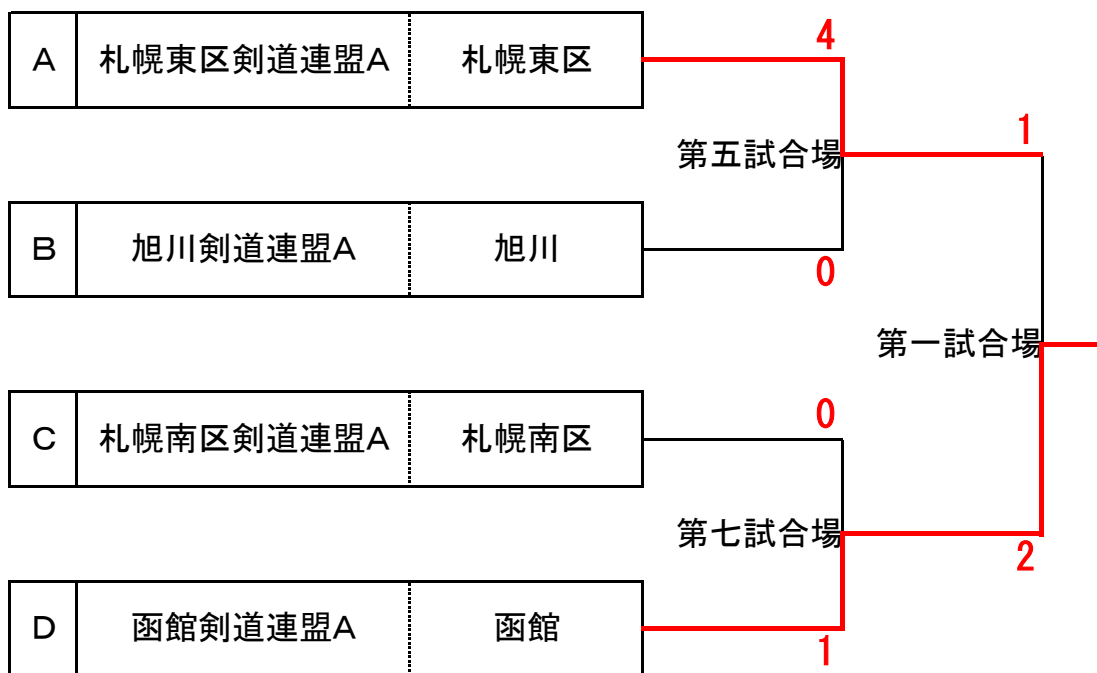 A 札幌東区剣道連盟A 札幌東区
4
第五試合場
1
B 旭川剣道連盟A 旭川
0
第一試合場
C 札幌南区剣道連盟A 札幌南区
0
第七試合場
2
D 函館剣道連盟A 函館
1